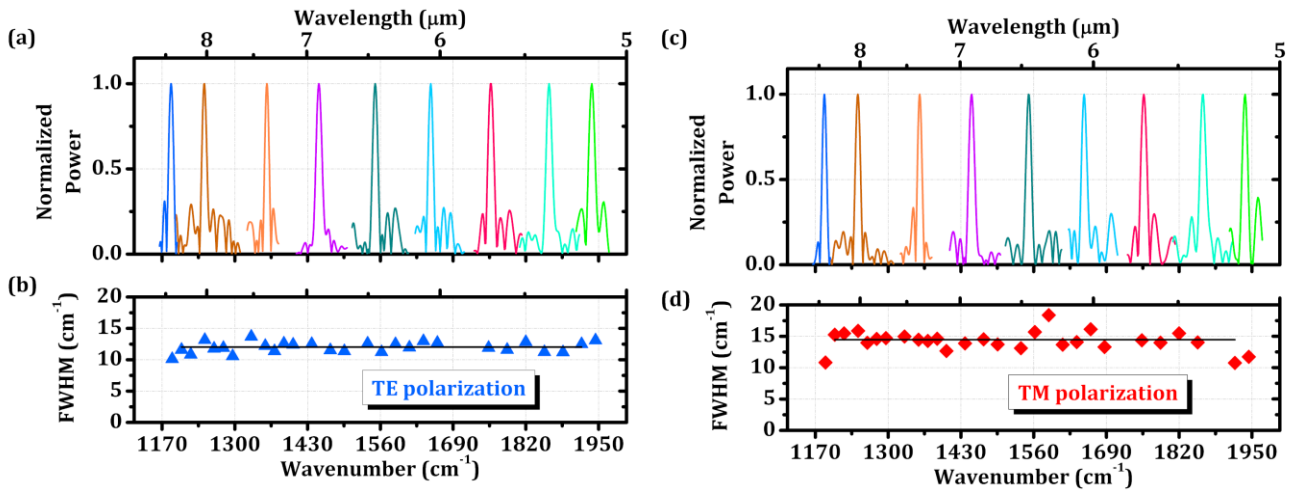 (a)
Wavelength (μm)
8 7 6 5
Normalized
Power
1.0
0.5
0.0
(b)
FWHM (cm⁻¹)
20
15
10
5
0
TE polarization
1170 1300 1430 1560 1690 1820 1950
Wavenumber (cm⁻¹)
(c)
Wavelength (μm)
8 7 6 5
Normalized
Power
1.0
0.5
0.0
(d)
FWHM (cm⁻¹)
20
15
10
5
0
TM polarization
1170 1300 1430 1560 1690 1820 1950
Wavenumber (cm⁻¹)